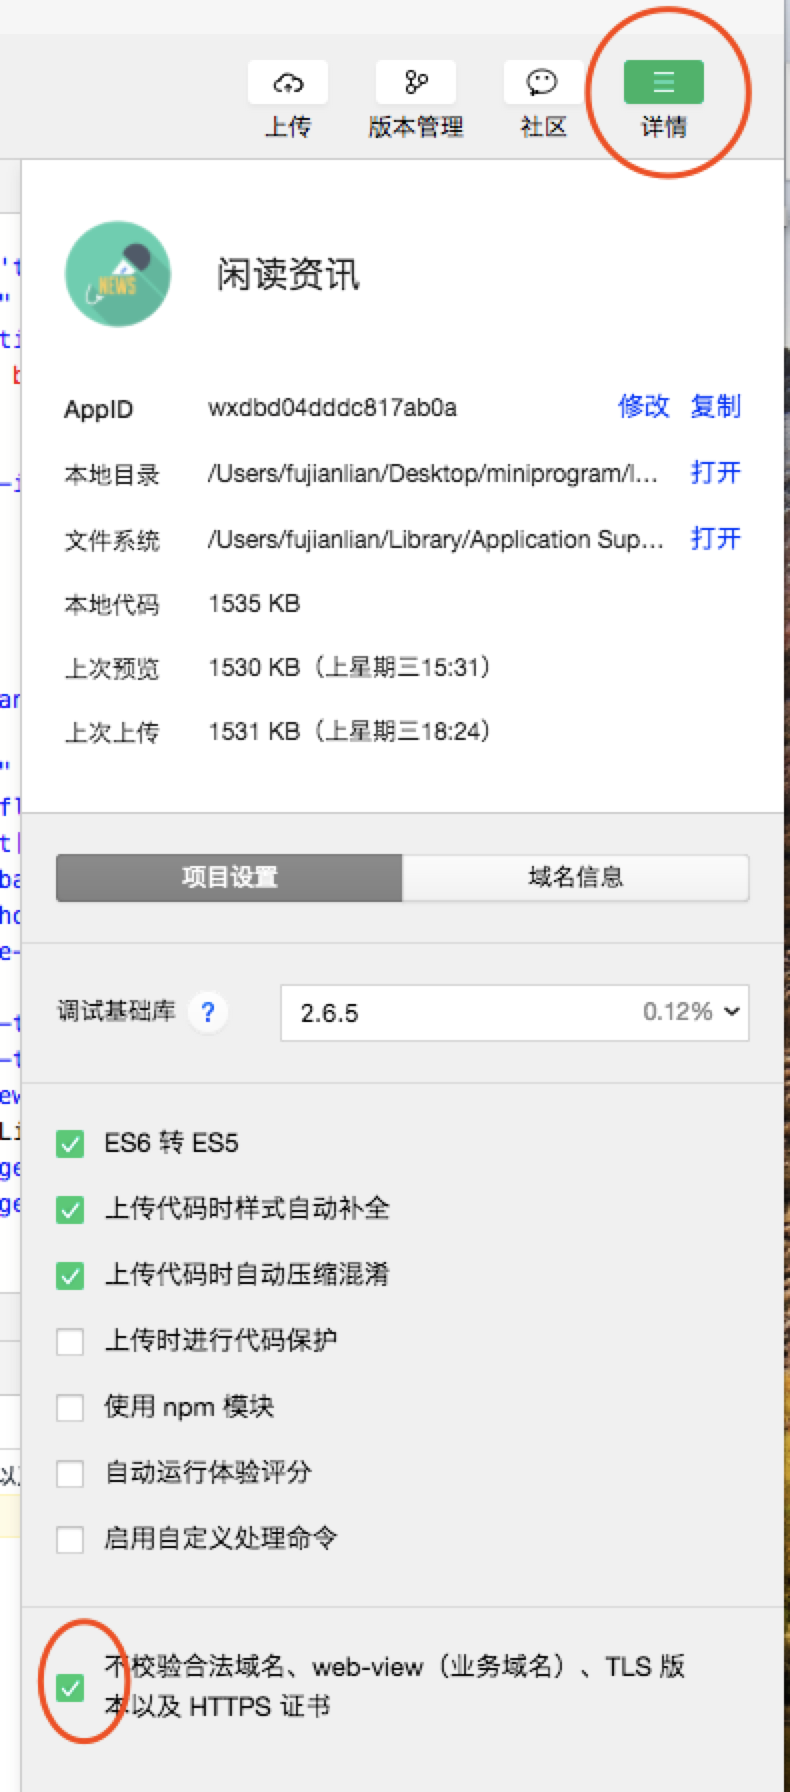 上传 版本管理 社区 详情
NEWS
闲读资讯
AppID wxdbd04dddc817ab0a 修改 复制
本地目录 /Users/fujianlian/Desktop/miniprogram/l... 打开
文件系统 /Users/fujianlian/Library/Application Sup... 打开
本地代码 1535 KB
上次预览 1530 KB（上星期三15:31）
上次上传 1531 KB（上星期三18:24）
项目设置 域名信息
调试基础库 ? 2.6.5 0.12%
ES6 转 ES5
上传代码时样式自动补全
上传代码时自动压缩混淆
上传时进行代码保护
使用 npm 模块
自动运行体验评分
启用自定义处理命令
不校验合法域名、web-view（业务域名）、TLS 版
本以及 HTTPS 证书